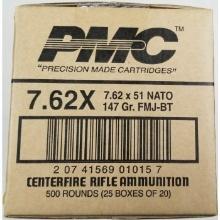 PMC
"PRECISION MADE CARTRIDGES"
7.62X
7.62 x 51 NATO
147 Gr. FMJ-BT
2 07 41569 01015 7
CENTERFIRE RIFLE AMMUNITION
500 ROUNDS (25 BOXES OF 20)